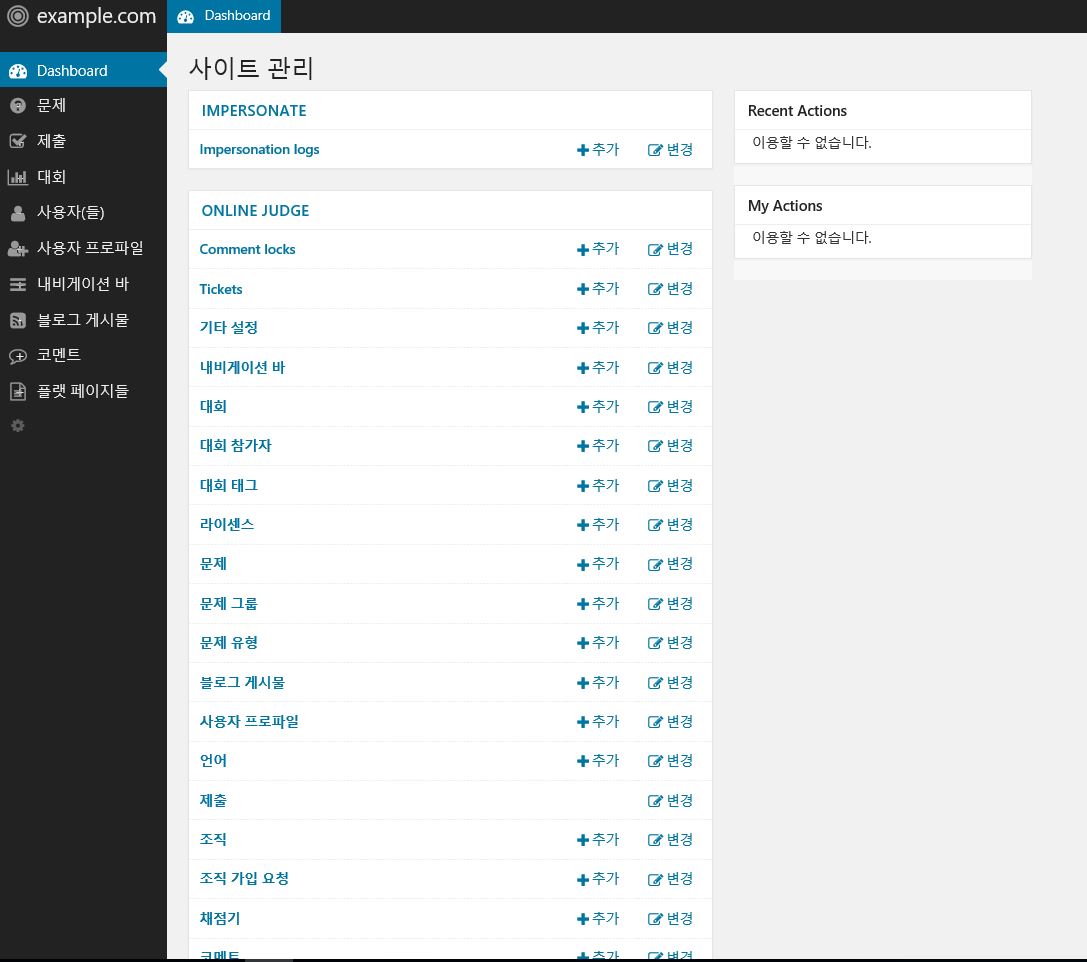 example.com
Dashboard
Dashboard
문제
제출
대회
사용자(들)
사용자 프로파일
내비게이션 바
블로그 게시물
코멘트
플랫 페이지들
사이트 관리
IMPERSONATE
Impersonation logs 추가 변경
ONLINE JUDGE
Comment locks 추가 변경
Tickets 추가 변경
기타 설정 추가 변경
내비게이션 바 추가 변경
대회 추가 변경
대회 참가자 추가 변경
대회 태그 추가 변경
라이센스 추가 변경
문제 추가 변경
문제 그룹 추가 변경
문제 유형 추가 변경
블로그 게시물 추가 변경
사용자 프로파일 추가 변경
언어 추가 변경
제출 변경
조직 추가 변경
조직 가입 요청 추가 변경
채점기 추가 변경
코멘트 추가 변경
Recent Actions
이용할 수 없습니다.
My Actions
이용할 수 없습니다.